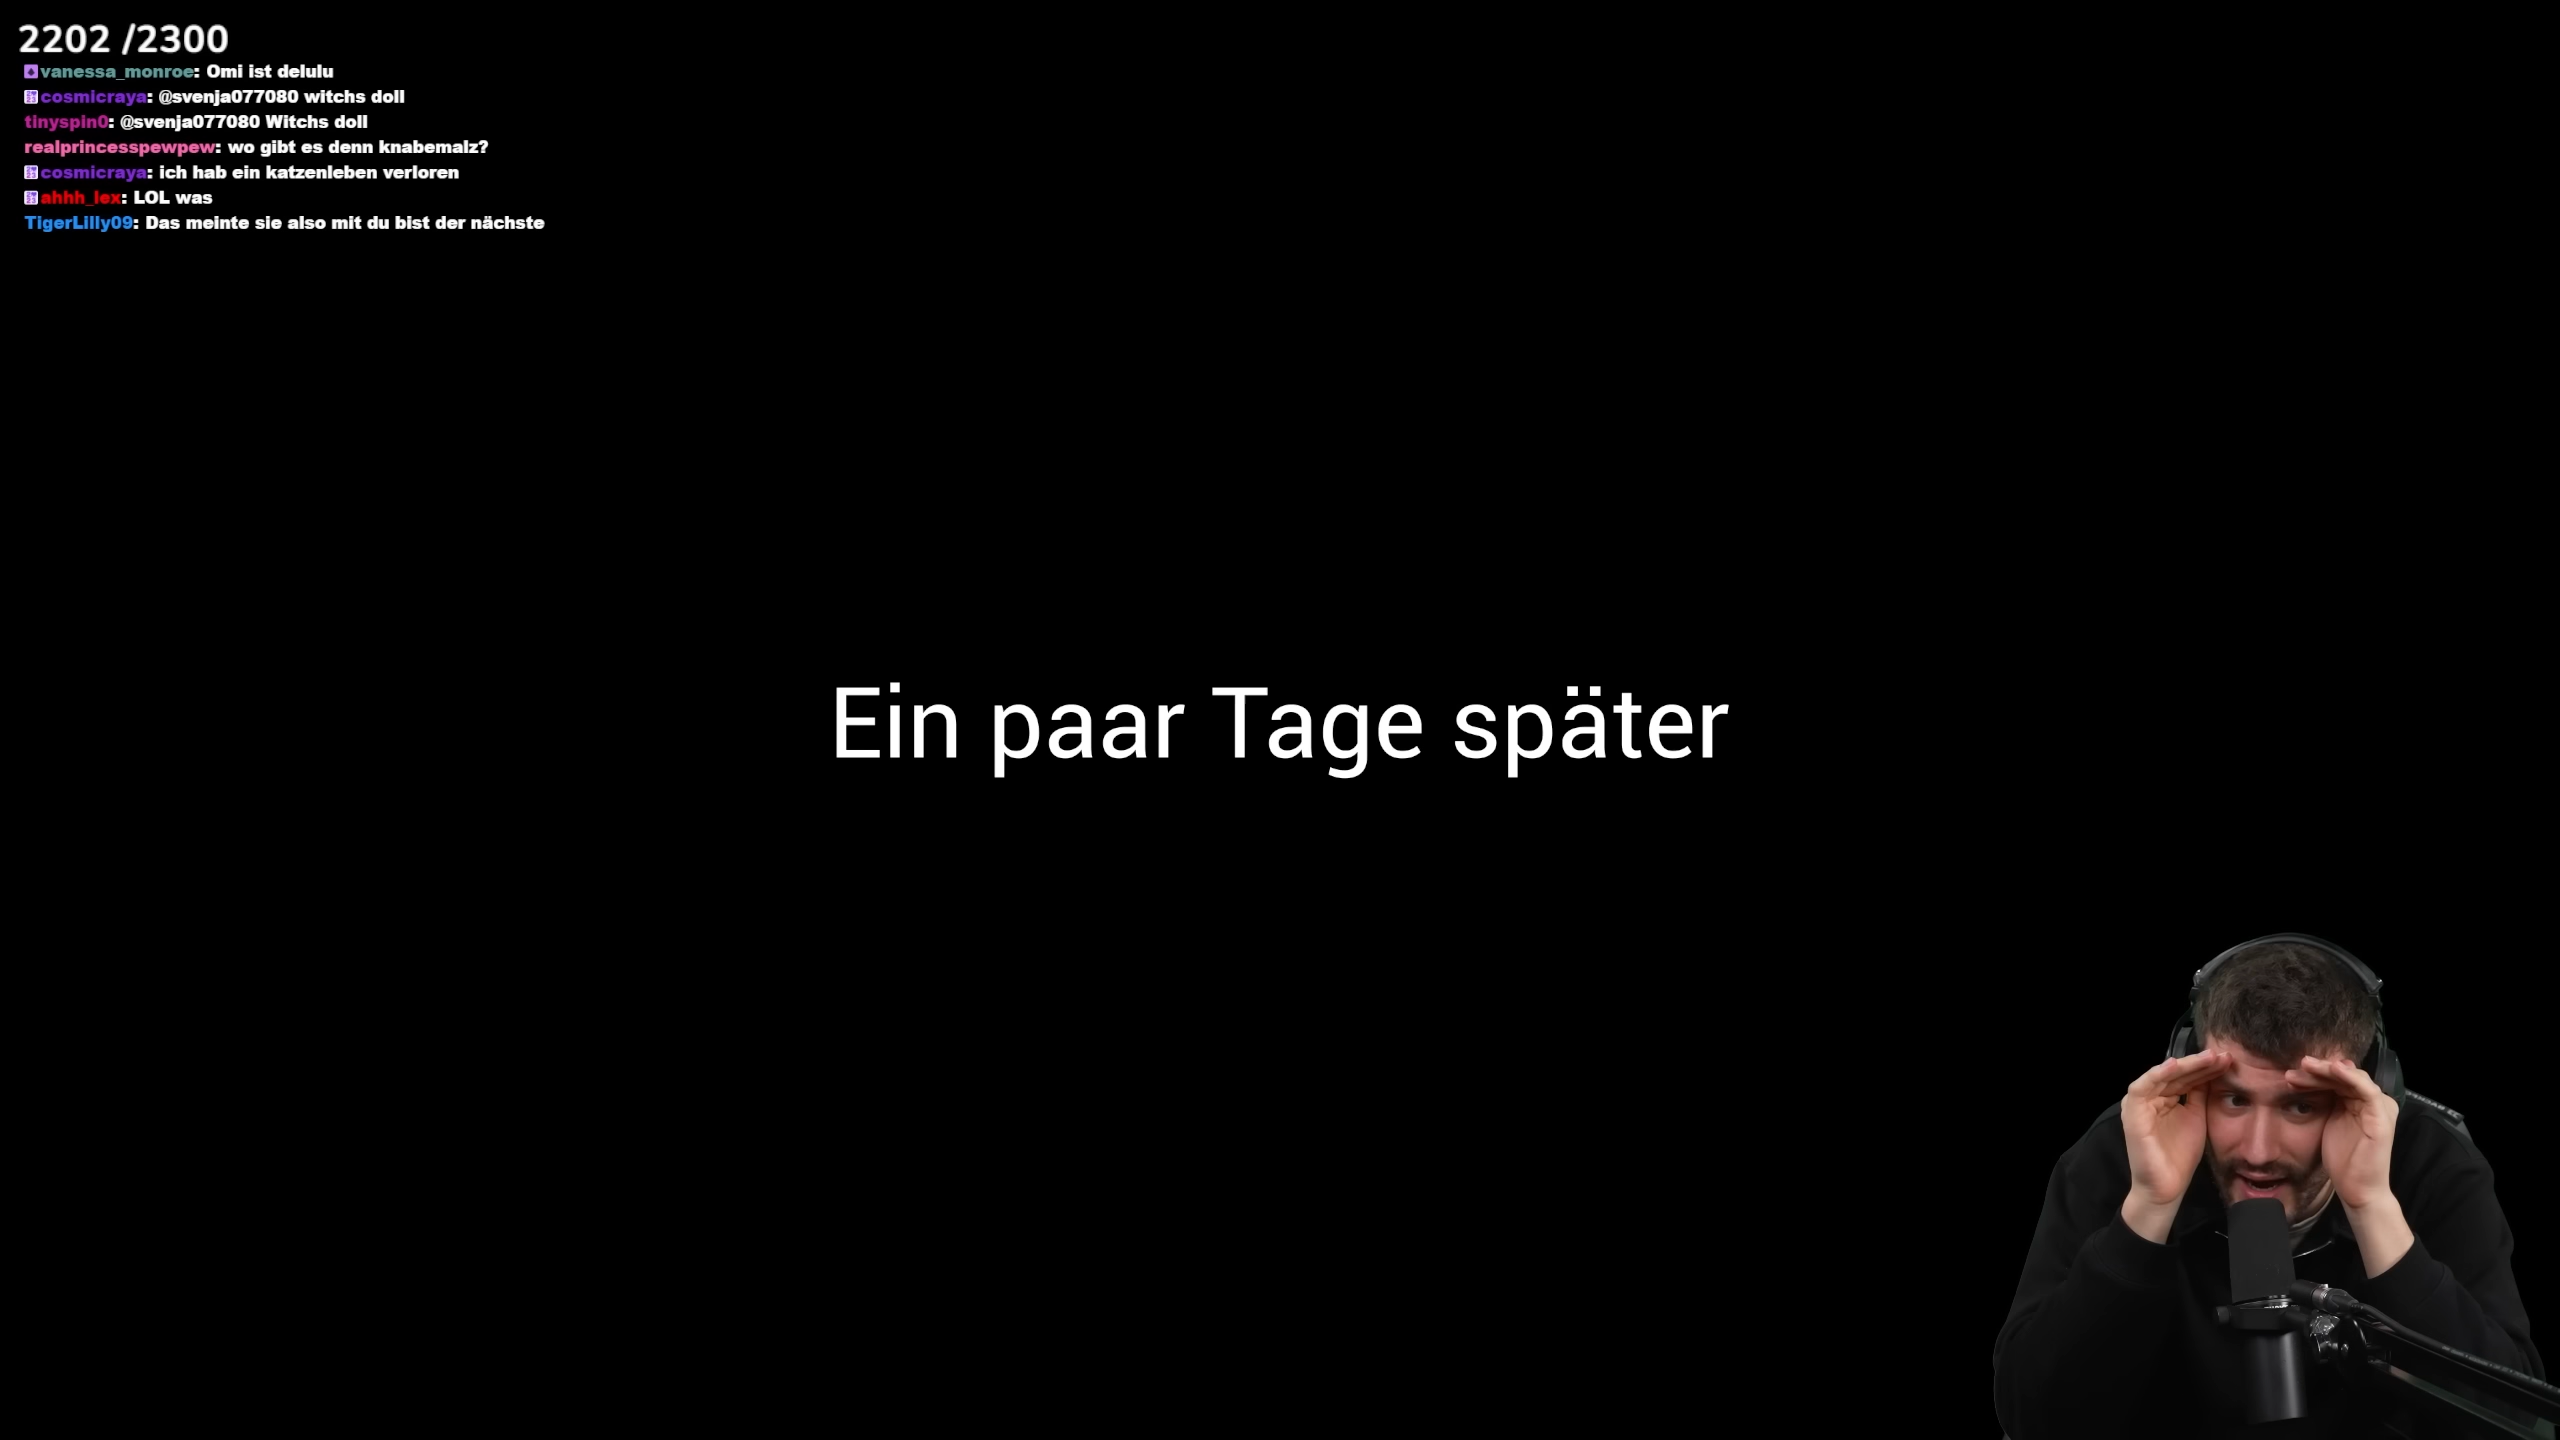 2202 /2300
vanessa_monroe: Omi ist delulu
cosmicraya: @svenja077080 witchs doll
tinyspin0: @svenja077080 Witchs doll
realprincesspewpew: wo gibt es denn knabemalz?
cosmicraya: ich hab ein katzenleben verloren
ahhh_lex: LOL was
TigerLilly09: Das meinte sie also mit du bist der nächste
Ein paar Tage später